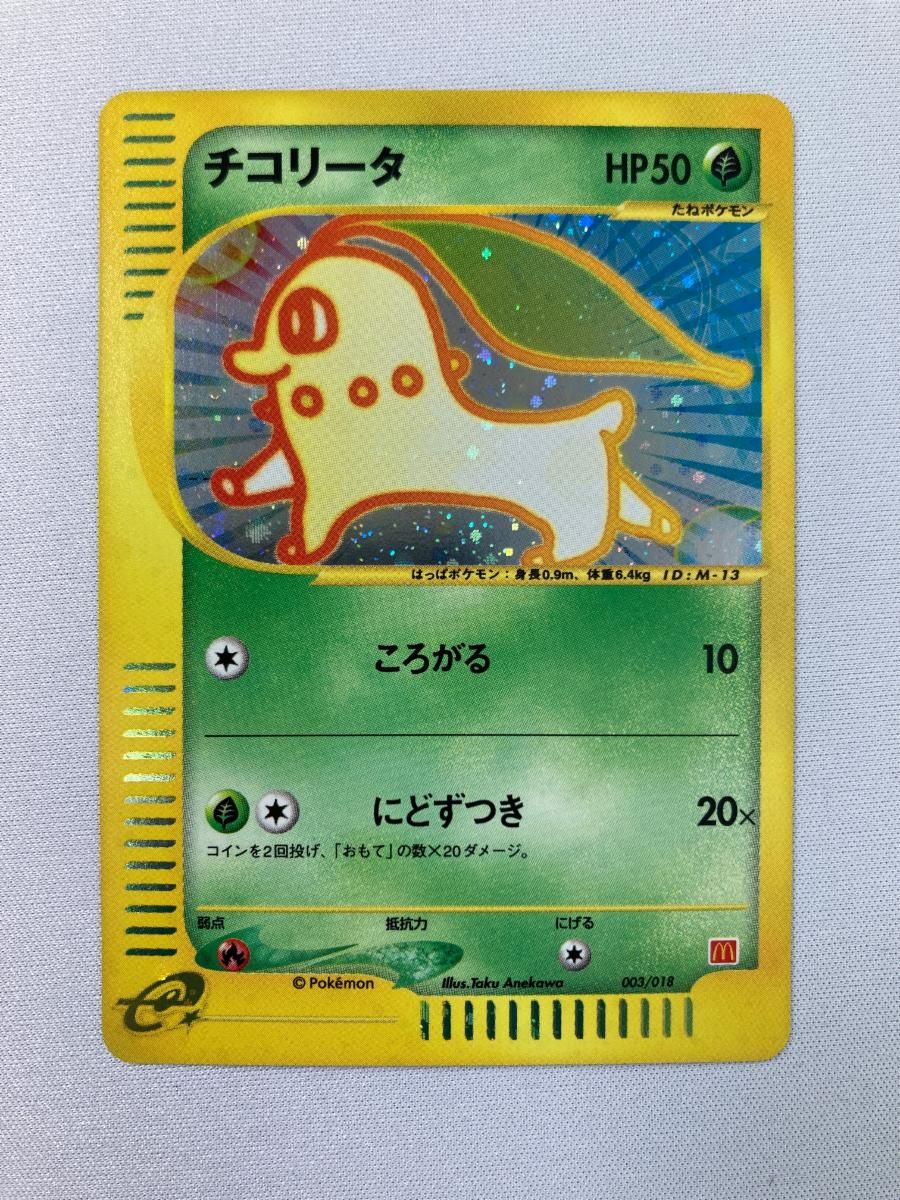 チコリータ HP50
たねポケモン
はっぱポケモン：身長0.9m、体重6.4kg ID:M-13
ころがる 10
にどずつき 20×
コインを2回投げ、「おもて」の数×20ダメージ。
弱点 抵抗力 にげる
© Pokémon Illus.Taku Anekawa 003/018